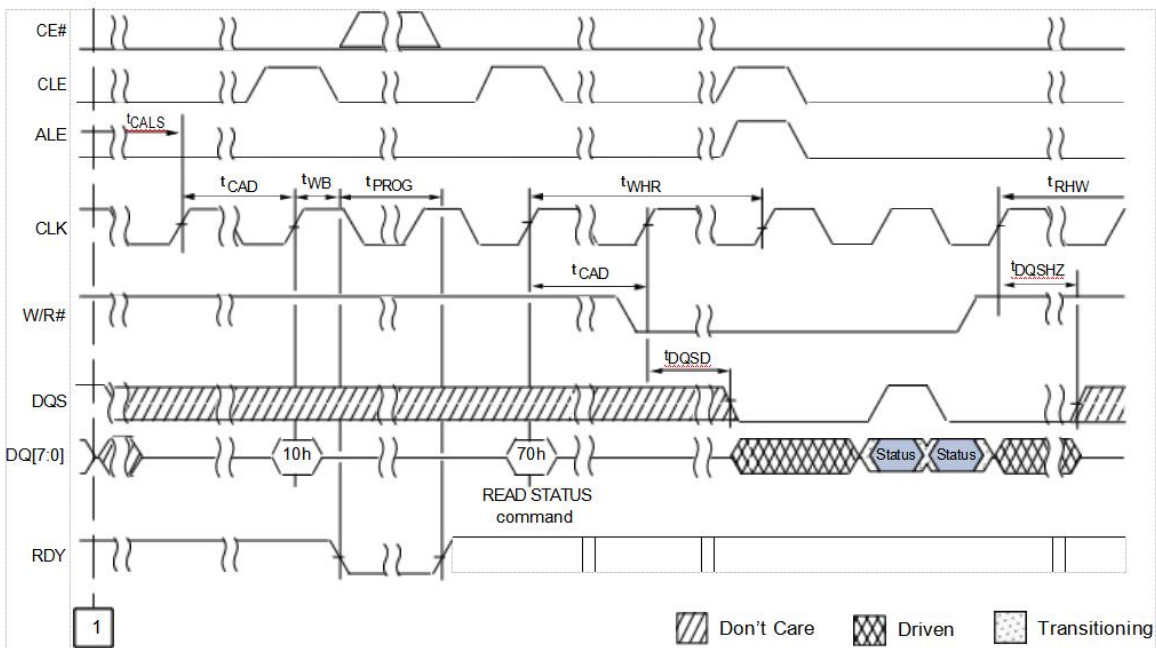 CE#
CLE
tCALS
ALE
tCAD
tWB
tPROG
tWHR
tRHW
CLK
tCAD
tDQSHZ
W/R#
tDQSD
DQS
DQ[7:0]
10h
70h
Status
Status
READ STATUS
command
RDY
1
Don't Care
Driven
Transitioning